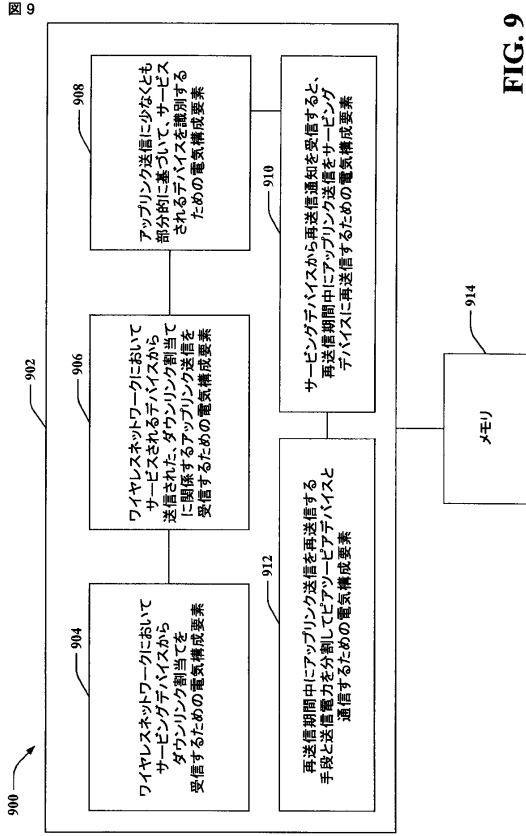 図9
900
902
904
ワイヤレスネットワークにおいて
サービングデバイスから
ダウンリンク割当てを
受信するための電気構成要素
906
ワイヤレスネットワークにおいて
サービスされるデバイスから
送信された、ダウンリンク割当て
に関係するアップリンク送信を
受信するための電気構成要素
908
アップリンク送信に少なくとも
部分的に基づいて、サービス
されるデバイスを識別する
ための電気構成要素
912
再送信期間中にアップリンク送信を再送信する
手段と送信電力を分割してピアツーピアデバイスと
通信するための電気構成要素
910
サービングデバイスから再送信通知を受信すると、
再送信期間中にアップリンク送信をサービング
デバイスに再送信するための電気構成要素
914
メモリ
FIG. 9